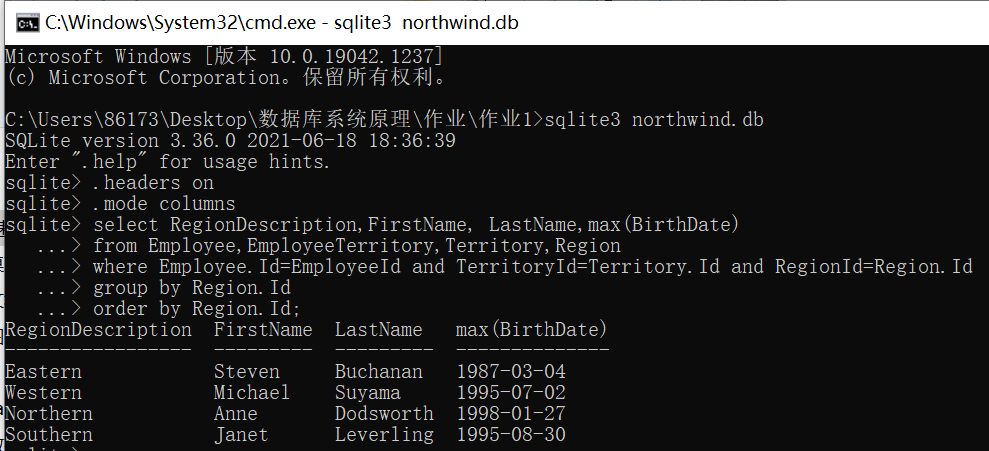 C:\Windows\System32\cmd.exe - sqlite3  northwind.db
Microsoft Windows [版本 10.0.19042.1237]
(c) Microsoft Corporation。保留所有权利。
C:\Users\86173\Desktop\数据库系统原理\作业\作业1>sqlite3 northwind.db
SQLite version 3.36.0 2021-06-18 18:36:39
Enter ".help" for usage hints.
sqlite> .headers on
sqlite> .mode columns
sqlite> select RegionDescription,FirstName, LastName,max(BirthDate)
   ...> from Employee,EmployeeTerritory,Territory,Region
   ...> where Employee.Id=EmployeeId and TerritoryId=Territory.Id and RegionId=Region.Id
   ...> group by Region.Id
   ...> order by Region.Id;
RegionDescription  FirstName  LastName   max(BirthDate)
-----------------  ---------  ---------  --------------
Eastern            Steven     Buchanan   1987-03-04
Western            Michael    Suyama     1995-07-02
Northern           Anne       Dodsworth  1998-01-27
Southern           Janet      Leverling  1995-08-30